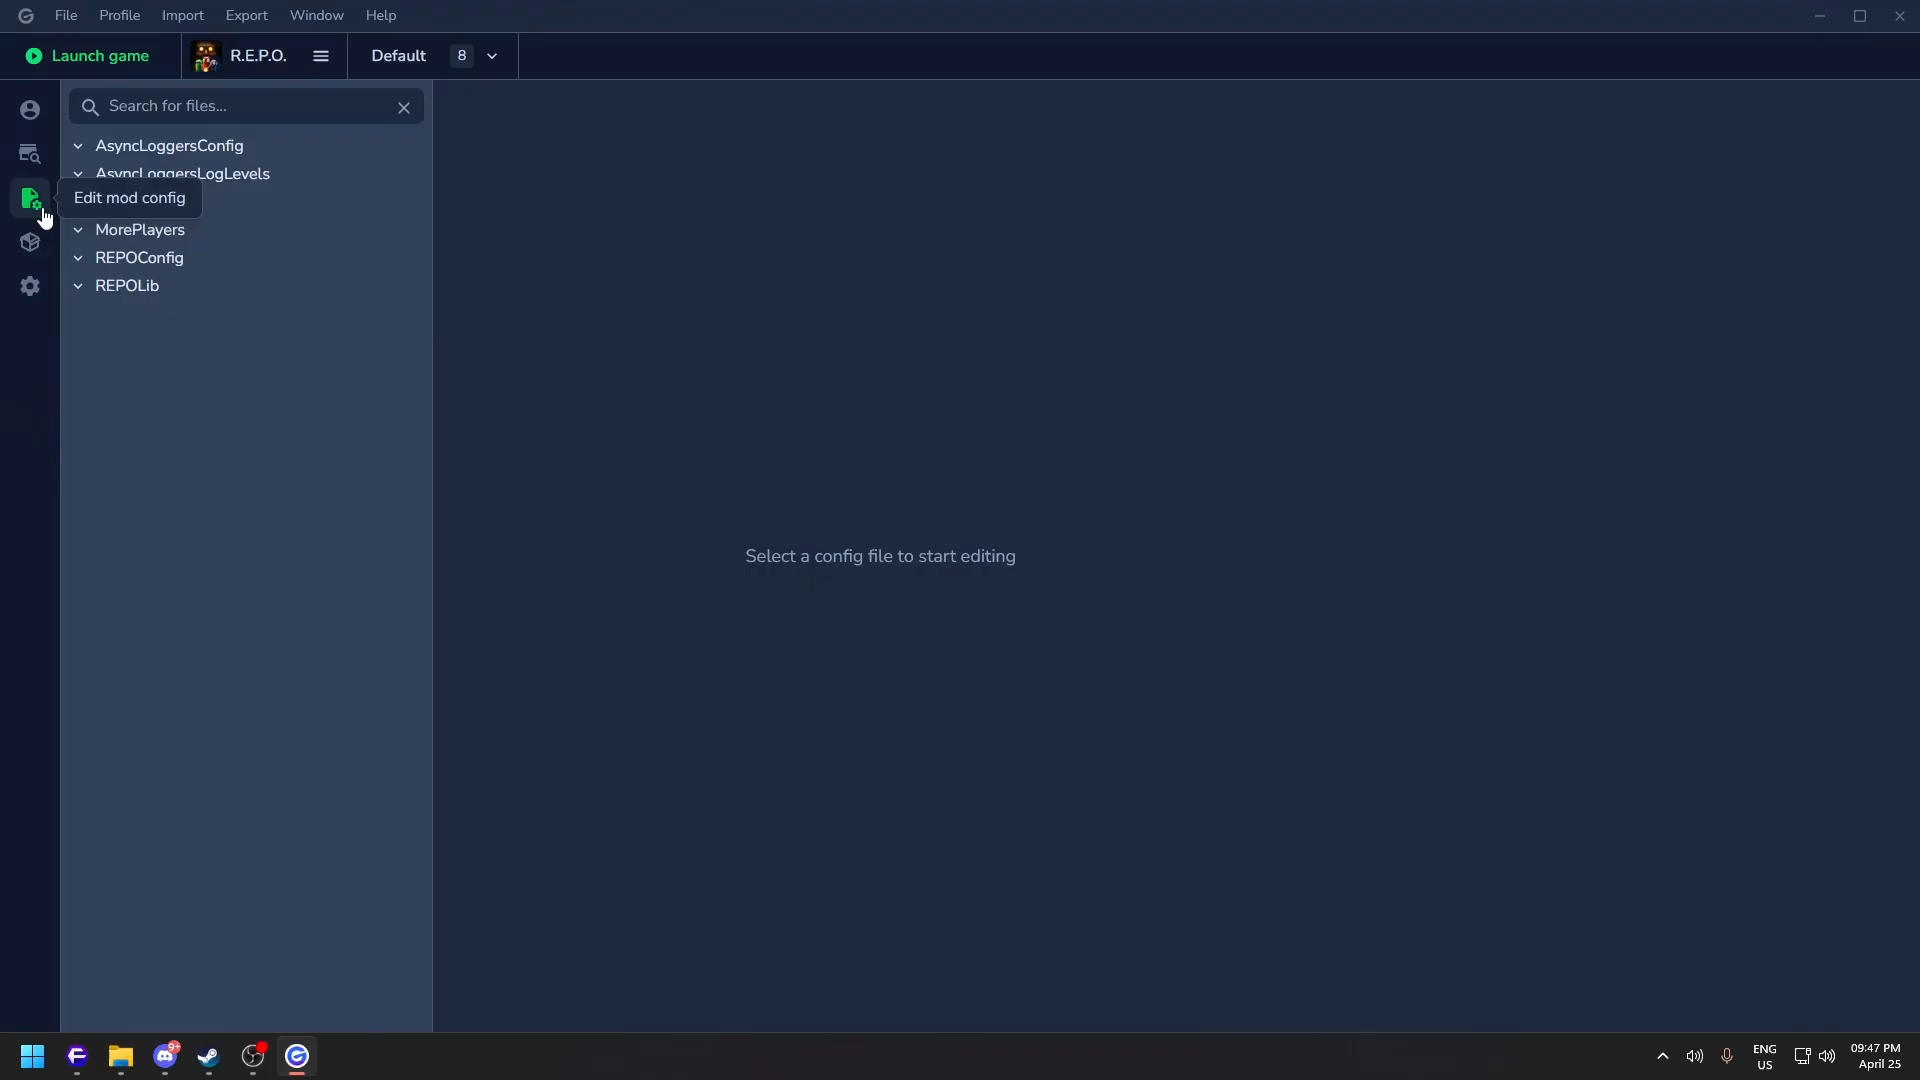 File Profile Import Export Window Help
Launch game R.E.P.O. Default 8
Search for files...
AsyncLoggersConfig
AsyncLoggersLogLevels
Edit mod config
MorePlayers
REPOConfig
REPOLib
Select a config file to start editing
9+
ENG
US
09:47 PM
April 25